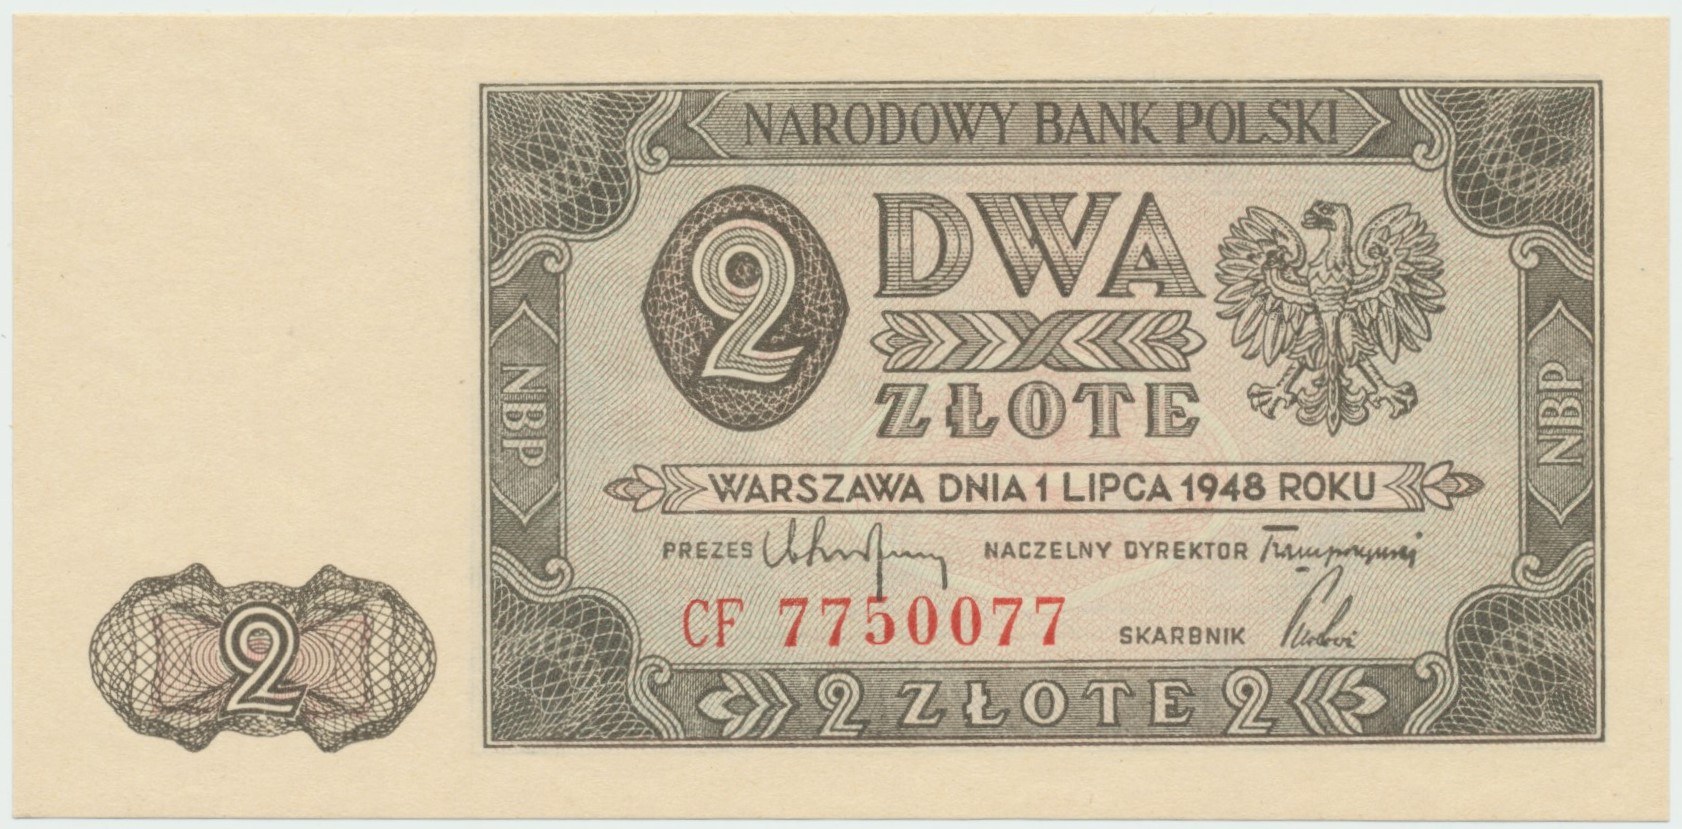 NARODOWY BANK POLSKI
2
DWA
ZŁOTE
NBP
NBP
WARSZAWA DNIA 1 LIPCA 1948 ROKU
PREZES NACZELNY DYREKTOR
CF 7750077 SKARBNIK
2
2 ZŁOTE 2